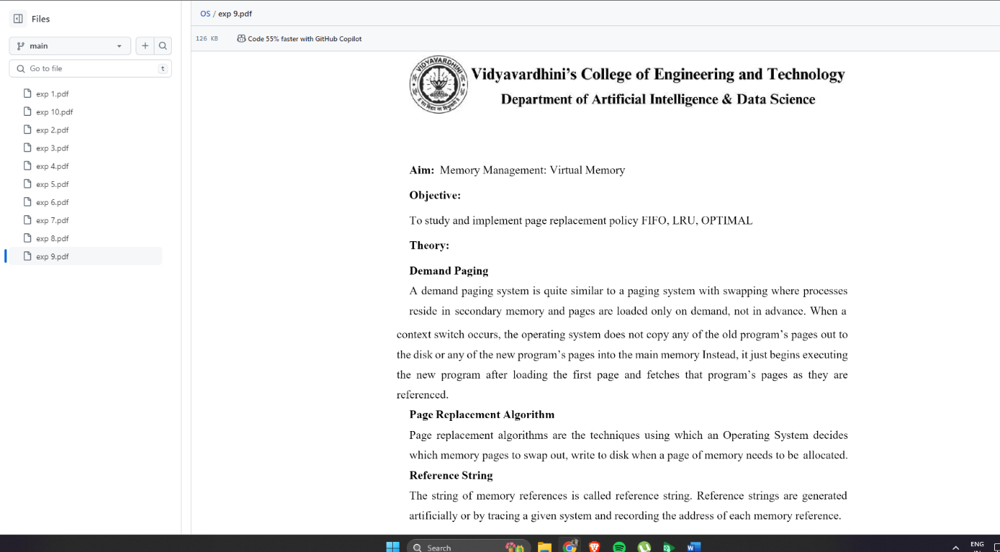 Files
main
Go to file
t
exp 1.pdf
exp 10.pdf
exp 2.pdf
exp 3.pdf
exp 4.pdf
exp 5.pdf
exp 6.pdf
exp 7.pdf
exp 8.pdf
exp 9.pdf
OS / exp 9.pdf
126 KB
Code 55% faster with GitHub Copilot
VIDYAVARDHINI'S
Vidyavardhini's College of Engineering and Technology
Department of Artificial Intelligence & Data Science
Aim: Memory Management: Virtual Memory
Objective:
To study and implement page replacement policy FIFO, LRU, OPTIMAL
Theory:
Demand Paging
A demand paging system is quite similar to a paging system with swapping where processes
reside in secondary memory and pages are loaded only on demand, not in advance. When a
context switch occurs, the operating system does not copy any of the old program's pages out to
the disk or any of the new program's pages into the main memory Instead, it just begins executing
the new program after loading the first page and fetches that program's pages as they are
referenced.
Page Replacement Algorithm
Page replacement algorithms are the techniques using which an Operating System decides
which memory pages to swap out, write to disk when a page of memory needs to be allocated.
Reference String
The string of memory references is called reference string. Reference strings are generated
artificially or by tracing a given system and recording the address of each memory reference.
Search
ENG